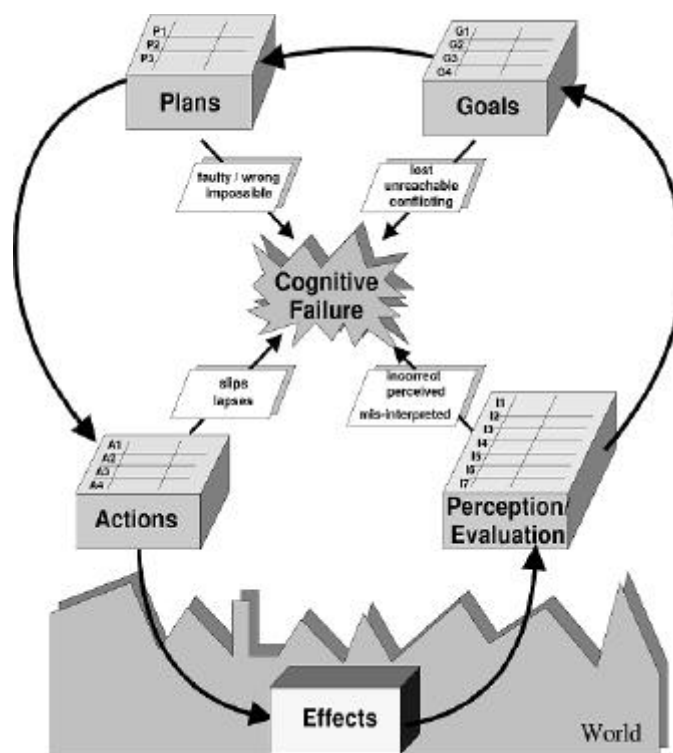 P1
P2
P3
Plans
G1
G2
G3
G4
Goals
faulty / wrong
impossible
lost
unreachable
conflicting
Cognitive
Failure
slips
lapses
incorrect
perceived
mis-interpreted
A1
A2
A3
A4
Actions
I1
I2
I3
I4
I5
I6
I7
Perception/
Evaluation
Effects
World